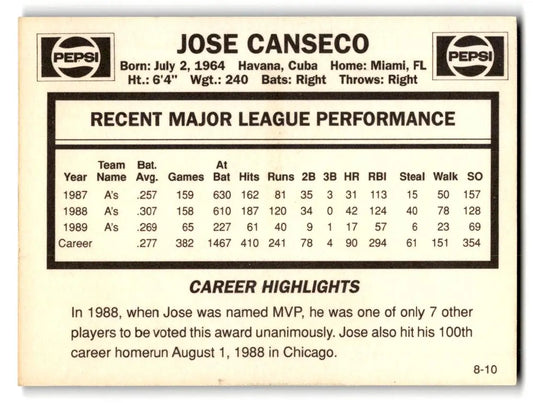 JOSE CANSECO
PEPSI
PEPSI
Born: July 2, 1964 Havana, Cuba Home: Miami, FL
Ht.: 6'4" Wgt.: 240 Bats: Right Throws: Right
RECENT MAJOR LEAGUE PERFORMANCE
Team Bat. At
Year Name Avg. Games Bat Hits Runs 2B 3B HR RBI Steal Walk SO
1987 A's .257 159 630 162 81 35 3 31 113 15 50 157
1988 A's .307 158 610 187 120 34 0 42 124 40 78 128
1989 A's .269 65 227 61 40 9 1 17 57 6 23 69
Career .277 382 1467 410 241 78 4 90 294 61 151 354
CAREER HIGHLIGHTS
In 1988, when Jose was named MVP, he was one of only 7 other
players to be voted this award unanimously. Jose also hit his 100th
career homerun August 1, 1988 in Chicago.
8-10